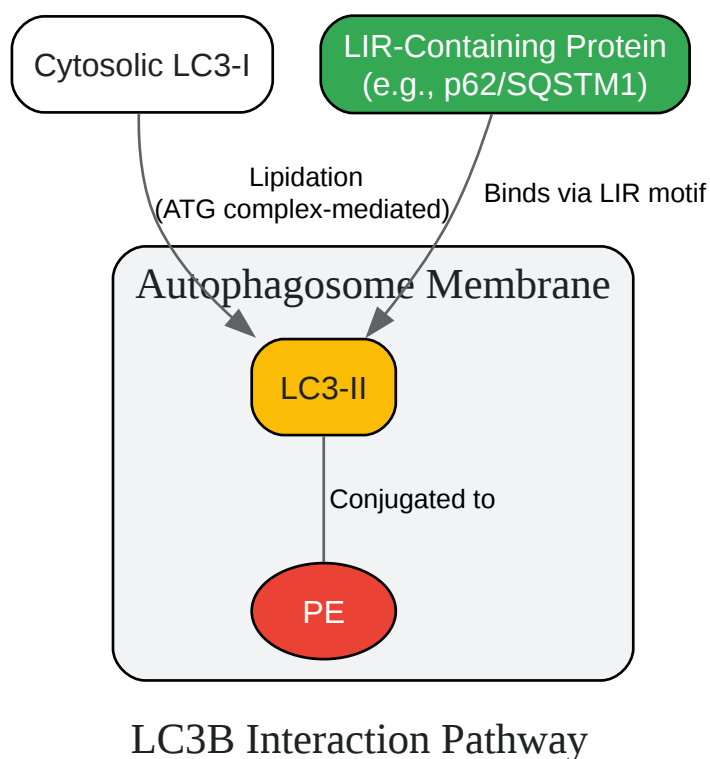 Cytosolic LC3-I
LIR-Containing Protein
(e.g., p62/SQSTM1)
Lipidation
(ATG complex-mediated)
Binds via LIR motif
Autophagosome Membrane
LC3-II
Conjugated to
PE
LC3B Interaction Pathway